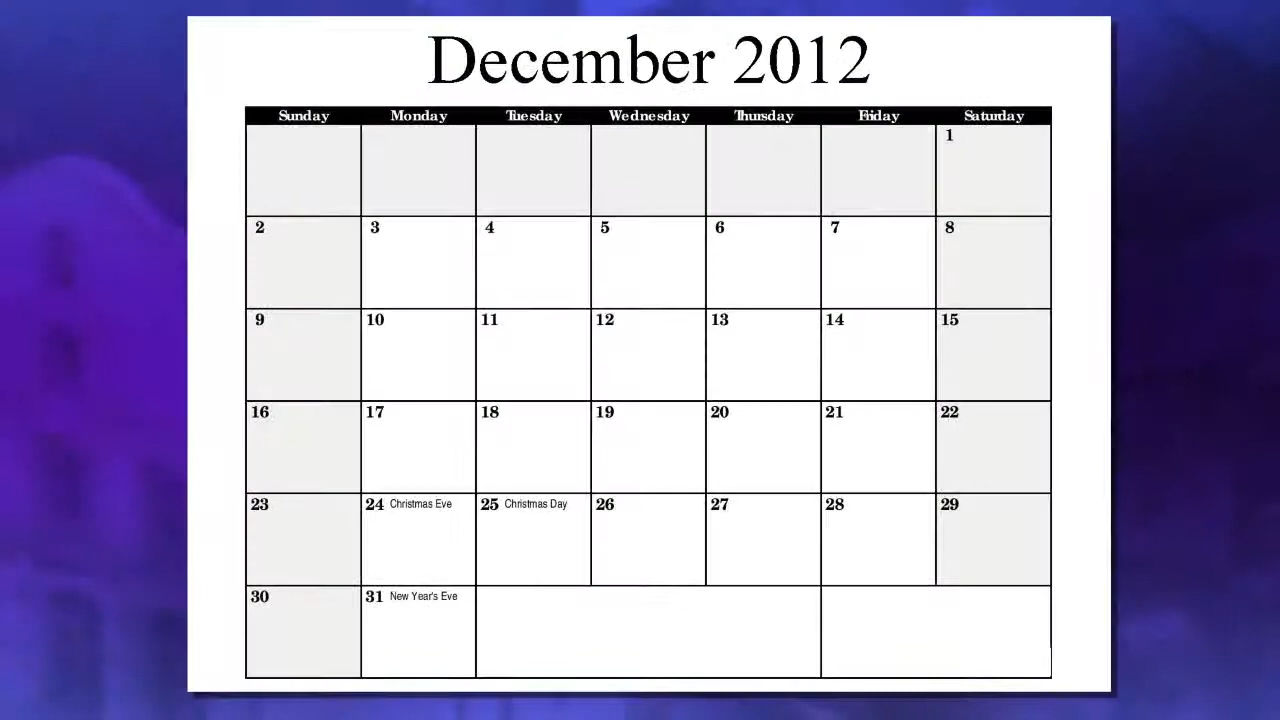 December 2012
Sunday Monday Tuesday Wednesday Thursday Friday Saturday
1
2 3 4 5 6 7 8
9 10 11 12 13 14 15
16 17 18 19 20 21 22
23 24 Christmas Eve 25 Christmas Day 26 27 28 29
30 31 New Year's Eve